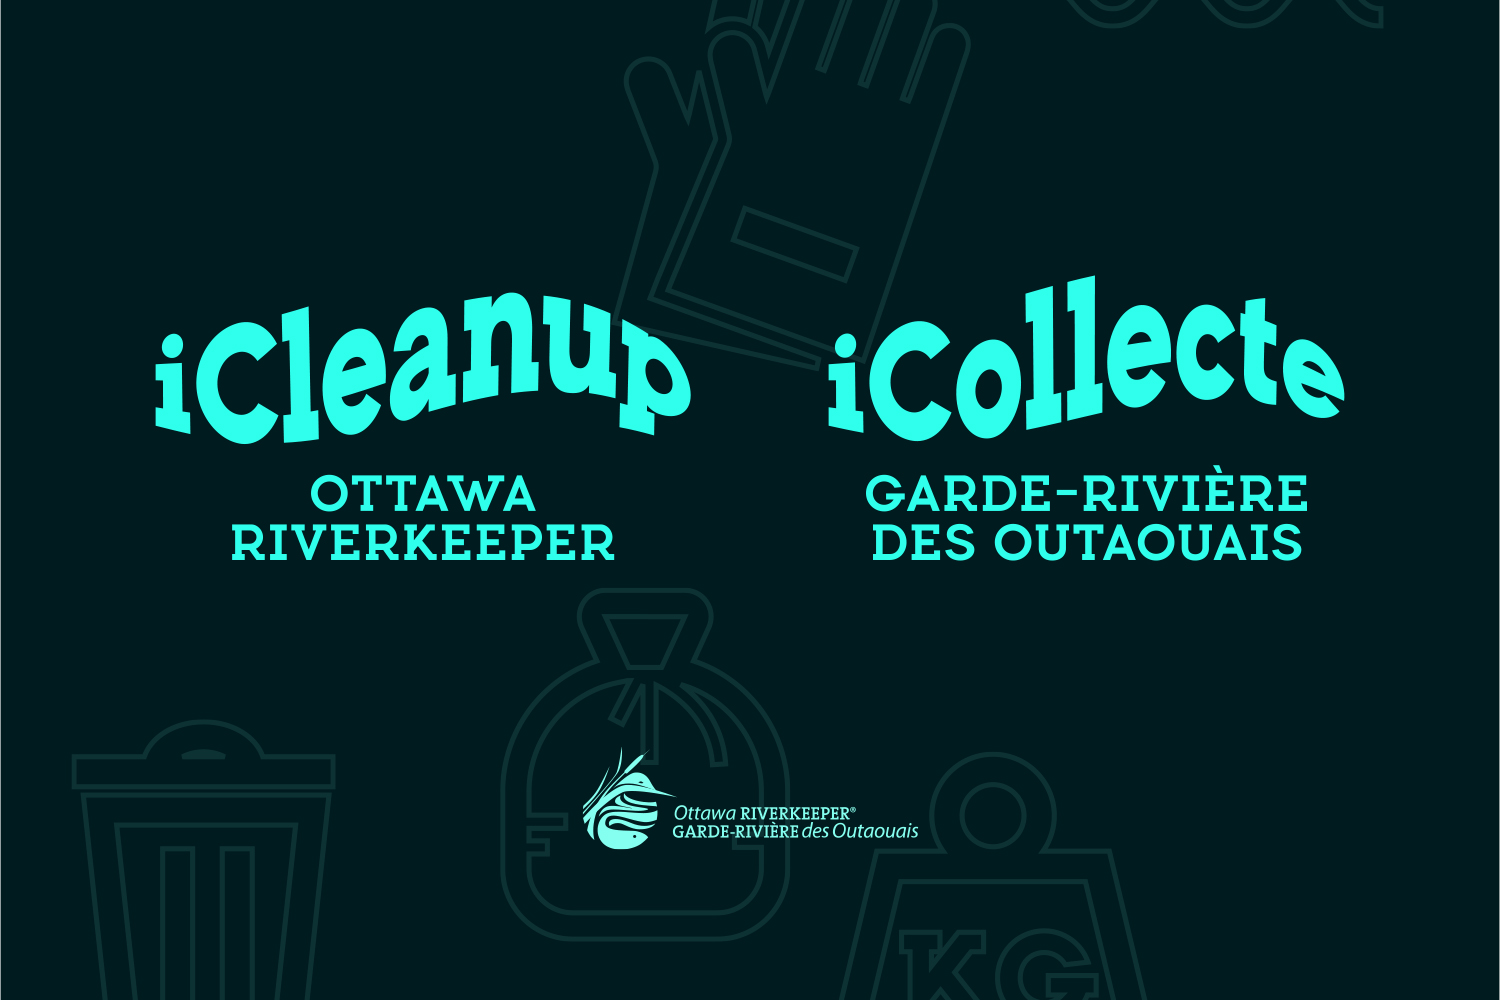 iCleanup
OTTAWA
RIVERKEEPER
iCollecte
GARDE-RIVIÈRE
DES OUTAOUAIS
Ottawa RIVERKEEPER®
GARDE-RIVIÈRE des Outaouais
KG